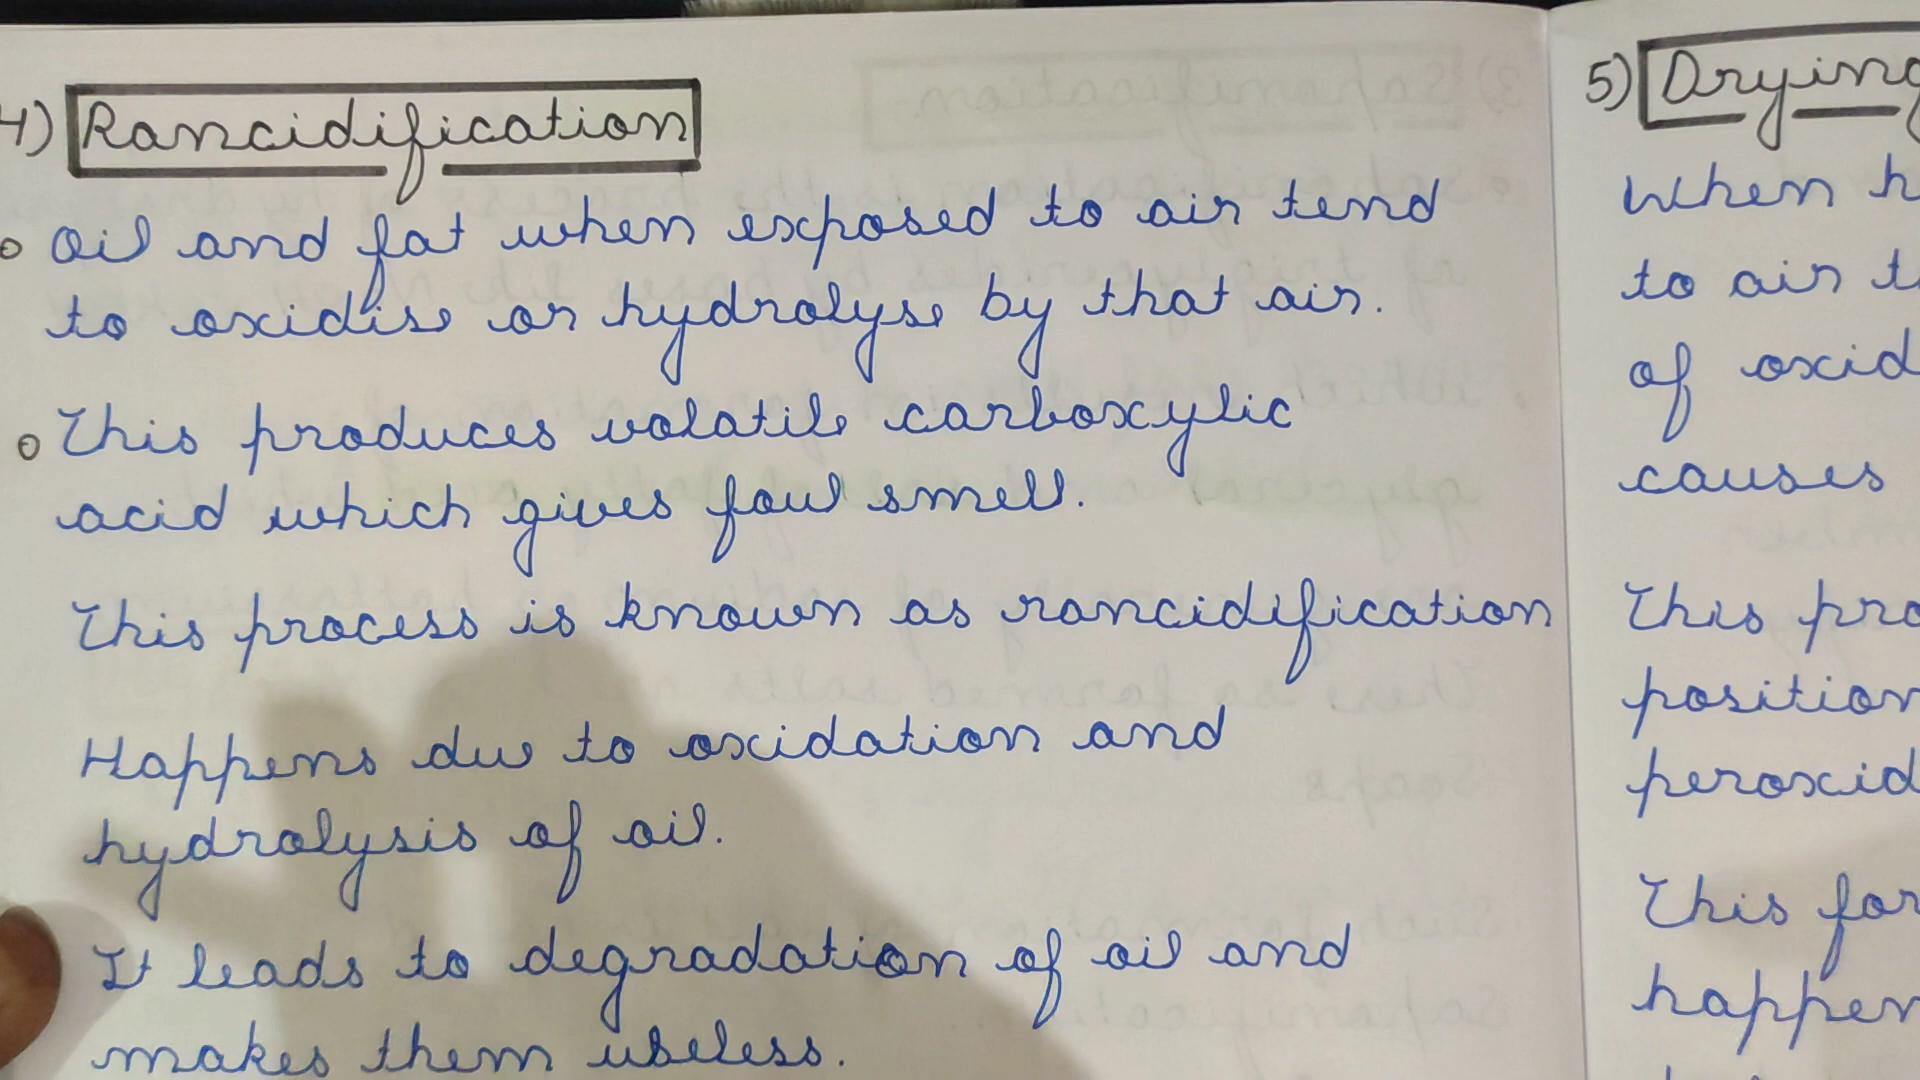 4) Rancidification
Oil and fat when exposed to air tend
to oxidise or hydrolyse by that air.
This produces volatile carboxylic
acid which gives foul smell.
This process is known as rancidification
Happens due to oxidation and
hydrolysis of oil.
It leads to degradation of oil and
makes them useless.
5) Drying
When h
to air t
of oxid
causes
This pro
position
peroxid
This for
happen